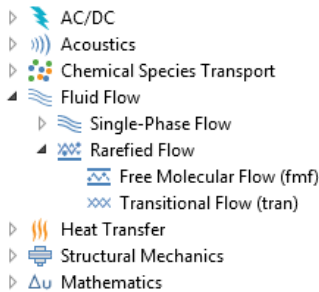 AC/DC
Acoustics
Chemical Species Transport
Fluid Flow
Single-Phase Flow
Rarefied Flow
Free Molecular Flow (fmf)
Transitional Flow (tran)
Heat Transfer
Structural Mechanics
Δu Mathematics